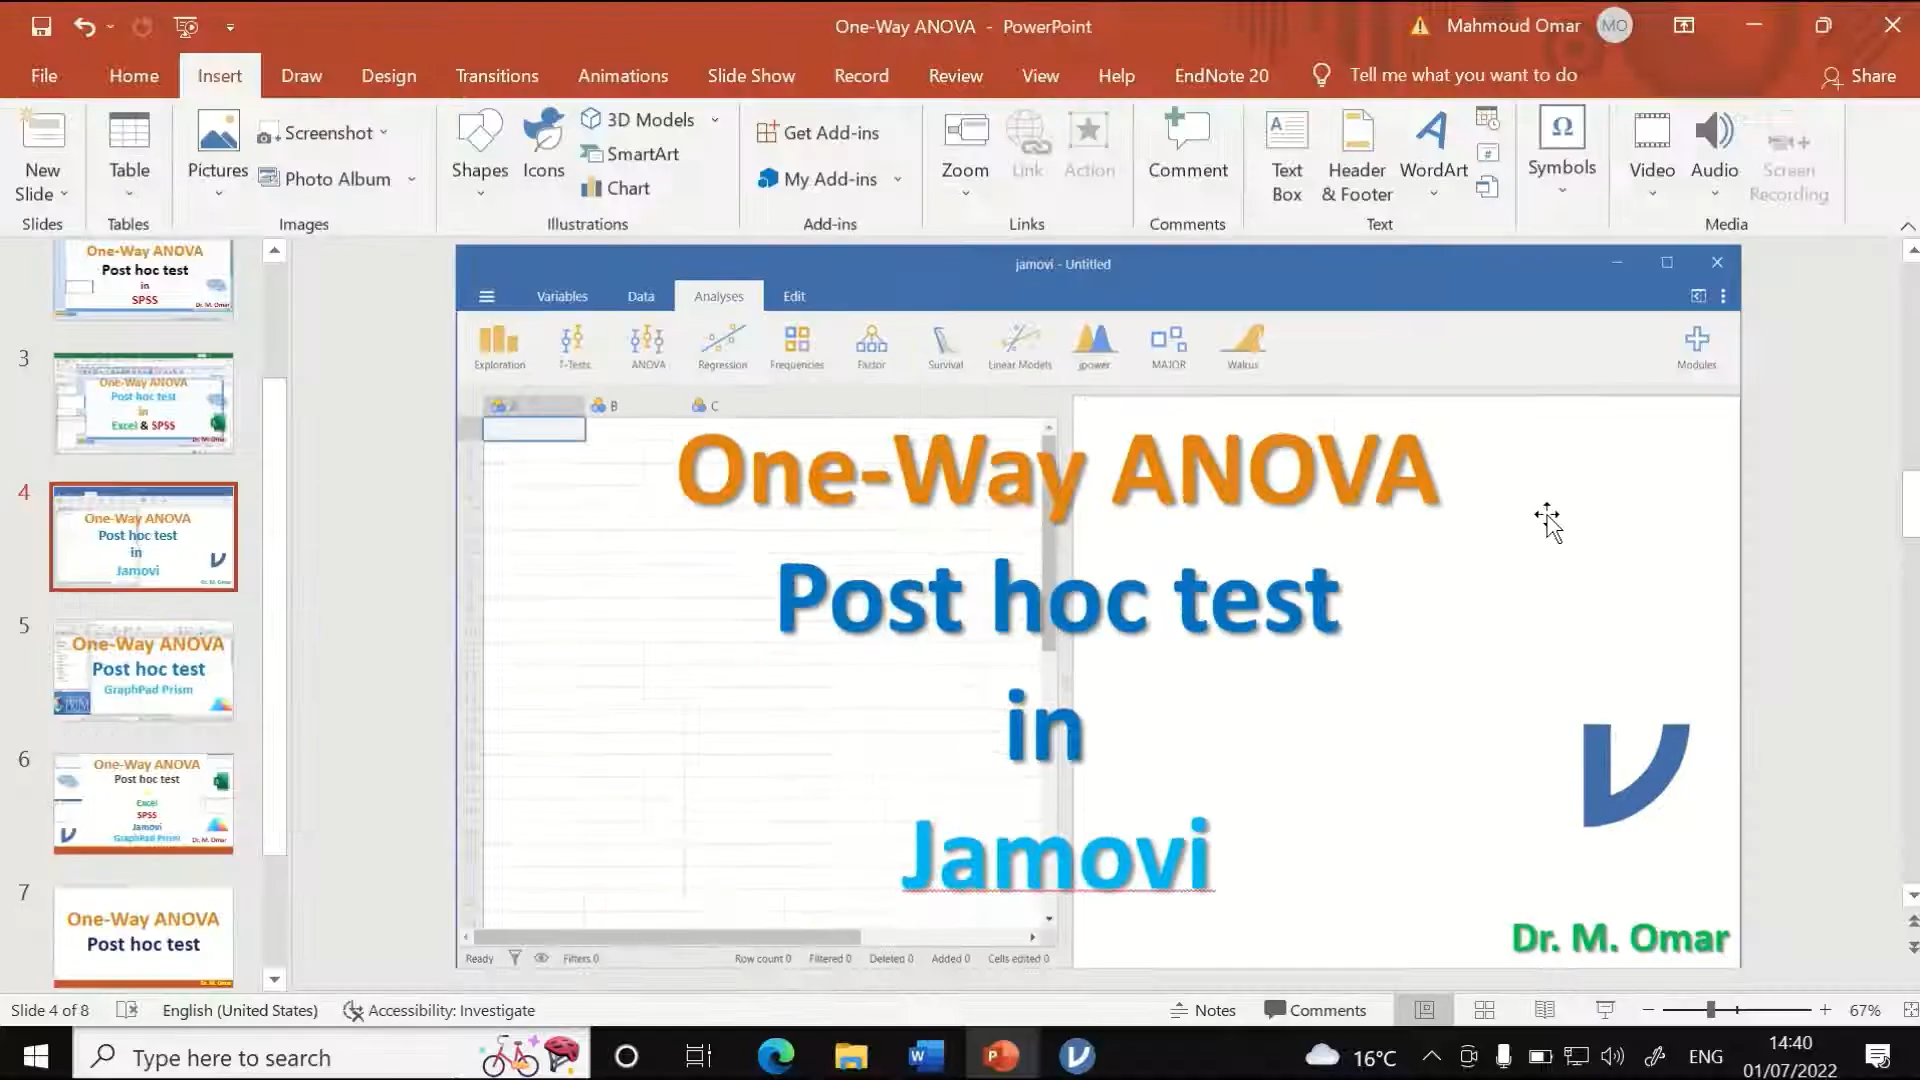 One-Way ANOVA - PowerPoint
Mahmoud Omar
MO
File
Home
Insert
Draw
Design
Transitions
Animations
Slide Show
Record
Review
View
Help
EndNote 20
Tell me what you want to do
Share
New
Slide
Slides
Table
Tables
Pictures
Screenshot
Photo Album
Images
Shapes
Icons
3D Models
SmartArt
Chart
Illustrations
Get Add-ins
My Add-ins
Add-ins
Zoom
Link
Action
Links
Comment
Comments
Text
Box
Header
& Footer
WordArt
Text
Symbols
Video
Audio
Screen
Recording
Media
One-Way ANOVA
Post hoc test
in
SPSS
Dr. M. Omar
3
One-Way ANOVA
Post hoc test
in
Excel & SPSS
4
One-Way ANOVA
Post hoc test
in
Jamovi
Dr. M. Omar
5
One-Way ANOVA
Post hoc test
GraphPad Prism
6
One-Way ANOVA
Post hoc test
Excel
SPSS
Jamovi
GraphPad Prism
Dr. M. Omar
7
One-Way ANOVA
Post hoc test
Dr. M. Omar
jamovi - Untitled
Variables
Data
Analyses
Edit
Exploration
T-Tests
ANOVA
Regression
Frequencies
Factor
Survival
Linear Models
jpower
MAJOR
Walrus
Modules
B
C
One-Way ANOVA
Post hoc test
in
Jamovi
Dr. M. Omar
Ready
Filters 0
Row count 0
Filtered 0
Deleted 0
Added 0
Cells edited 0
Slide 4 of 8
English (United States)
Accessibility: Investigate
Notes
Comments
67%
Type here to search
16°C
ENG
14:40
01/07/2022